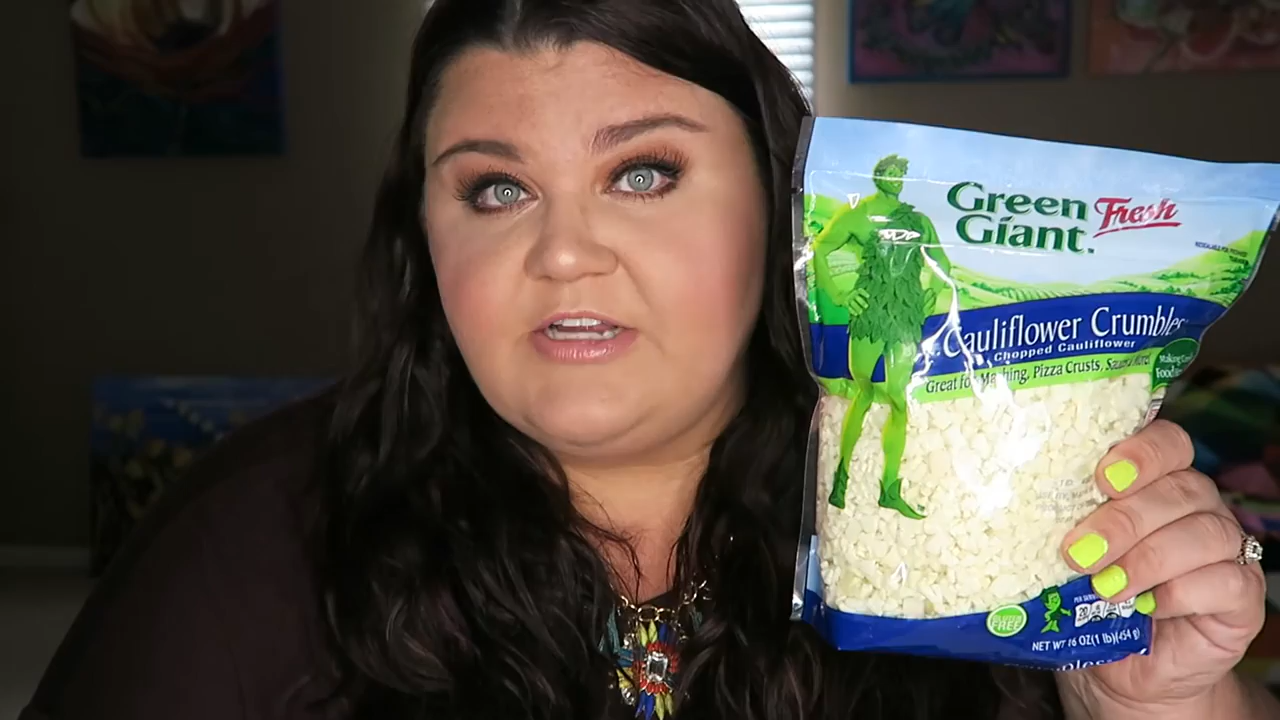 Green
Giant. Fresh
Cauliflower Crumbles
Chopped Cauliflower
Great for Mashing, Pizza Crusts,
FREE
NET WT 16 OZ (1 lb) (454 g)